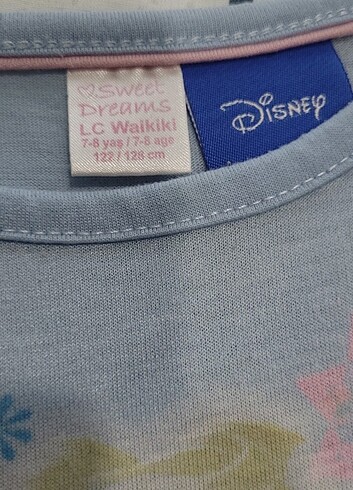 Sweet
Dreams
LC Waikiki
7-8 yaş / 7-8 age
122 / 128 cm
Disney